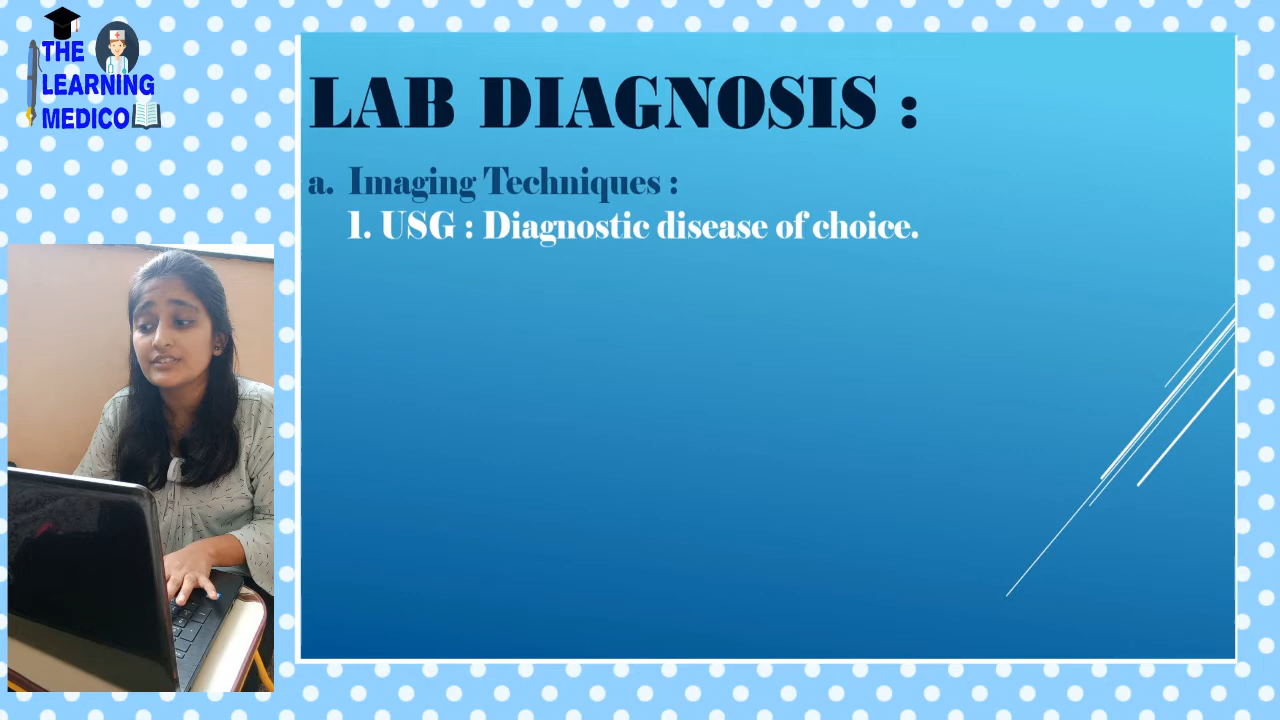 THE
LEARNING
MEDICO
LAB DIAGNOSIS :
a. Imaging Techniques :
1. USG : Diagnostic disease of choice.